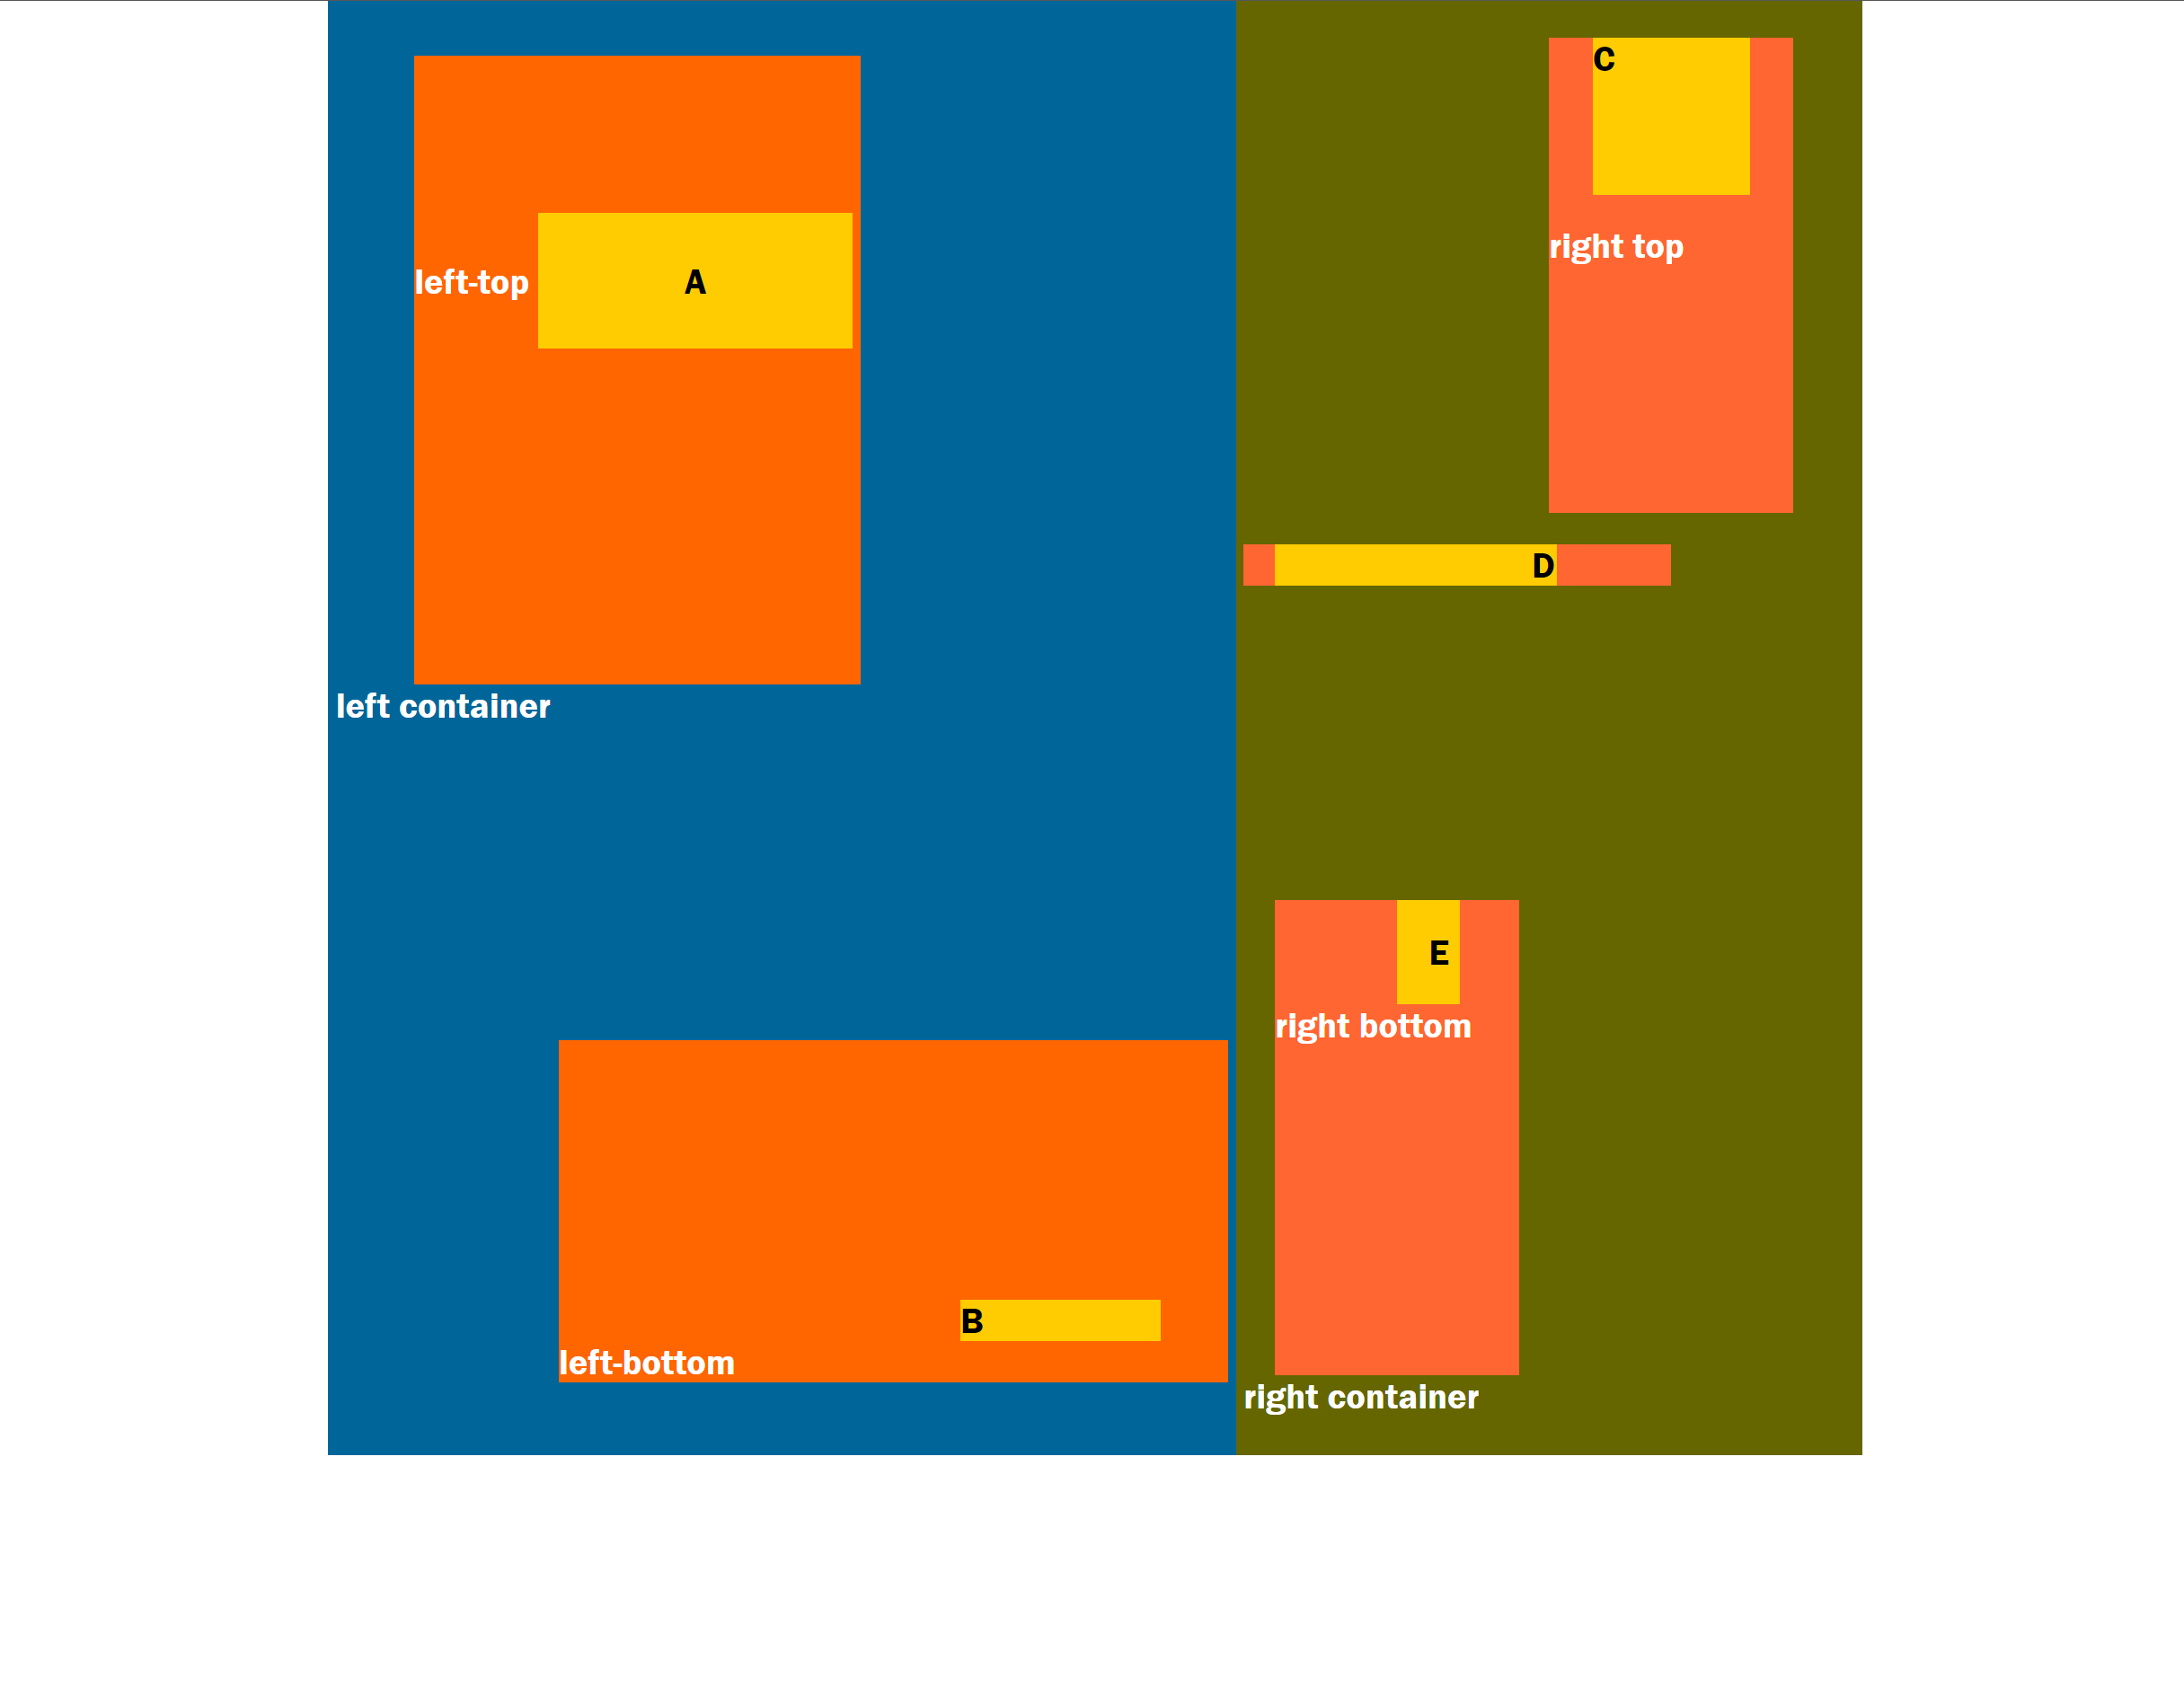 left-top
A
left container
B
left-bottom
C
right top
D
E
right bottom
right container